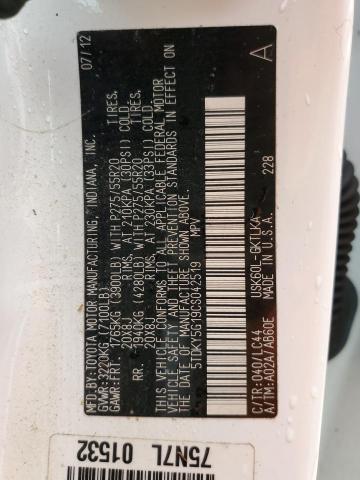 MFD. BY: TOYOTA MOTOR MANUFACTURING, INDIANA, INC. 07/12
GVWR: 3220KG (7100LB)
GAWR: FRT. 1765KG (3900LB) WITH P275/55R20 TIRES,
20X8J RIMS, AT 210KPA (30PSI) COLD.
RR. 1940KG (4280LB) WITH P275/55R20 TIRES,
20X8J RIMS, AT 230KPA (33PSI) COLD.
THIS VEHICLE CONFORMS TO ALL APPLICABLE FEDERAL MOTOR
VEHICLE SAFETY AND THEFT PREVENTION STANDARDS IN EFFECT
ON THE DATE OF MANUFACTURE SHOWN ABOVE.
5TDKY5G19CS042519 MPV
A
C/TR: 040/LC44 USK60L-GKTLKA 228
A/TM: A02A/AB60E MADE IN U.S.A.
75N7L 01532